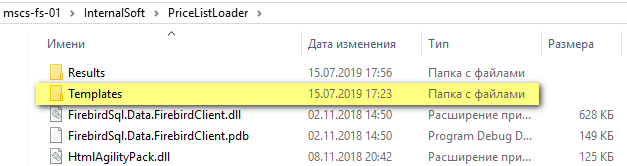 mscs-fs-01 > InternalSoft > PriceListLoader >
Имени Дата изменения Тип Размер
Results 15.07.2019 17:56 Папка с файлами
Templates 15.07.2019 17:23 Папка с файлами
FirebirdSql.Data.FirebirdClient.dll 02.11.2018 14:50 Расширение при... 628 КБ
FirebirdSql.Data.FirebirdClient.pdb 02.11.2018 14:50 Program Debug D... 149 КБ
HtmlAgilityPack.dll 08.11.2018 20:42 Расширение при... 165 КБ